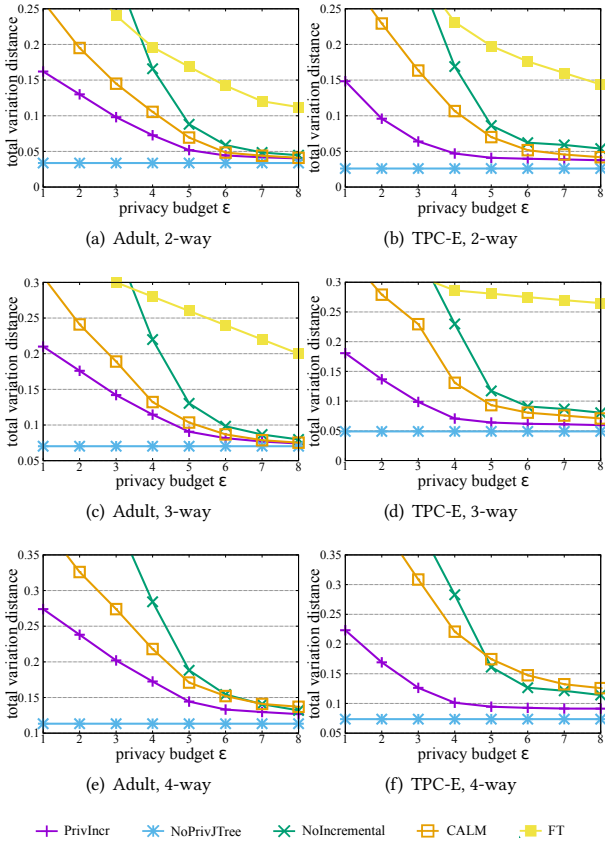 0.25 0.25
0.2 0.2
0.15 0.15
0.1 0.1
0.05 0.05
0 0
total variation distance total variation distance
1 2 3 4 5 6 7 8 1 2 3 4 5 6 7 8
privacy budget ε privacy budget ε
(a) Adult, 2-way (b) TPC-E, 2-way
0.3 0.3
0.25 0.25
0.2 0.2
0.15 0.15
0.1 0.1
0.05 0.05
0
total variation distance total variation distance
1 2 3 4 5 6 7 8 1 2 3 4 5 6 7 8
privacy budget ε privacy budget ε
(c) Adult, 3-way (d) TPC-E, 3-way
0.35 0.35
0.3 0.3
0.25 0.25
0.2 0.2
0.15 0.15
0.1 0.1
0.05
total variation distance total variation distance
1 2 3 4 5 6 7 8 1 2 3 4 5 6 7 8
privacy budget ε privacy budget ε
(e) Adult, 4-way (f) TPC-E, 4-way
PrivIncr NoPrivJTree NoIncremental CALM FT